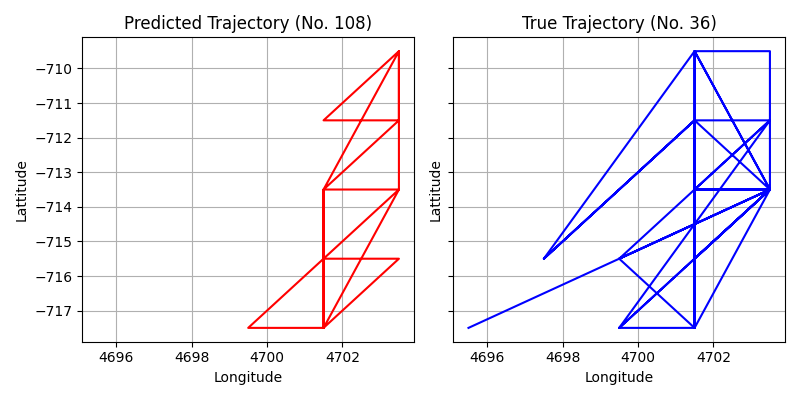 Predicted Trajectory (No. 108)
True Trajectory (No. 36)
Lattitude
−710
−711
−712
−713
−714
−715
−716
−717
4696
4698
4700
4702
Longitude
Lattitude
4696
4698
4700
4702
Longitude